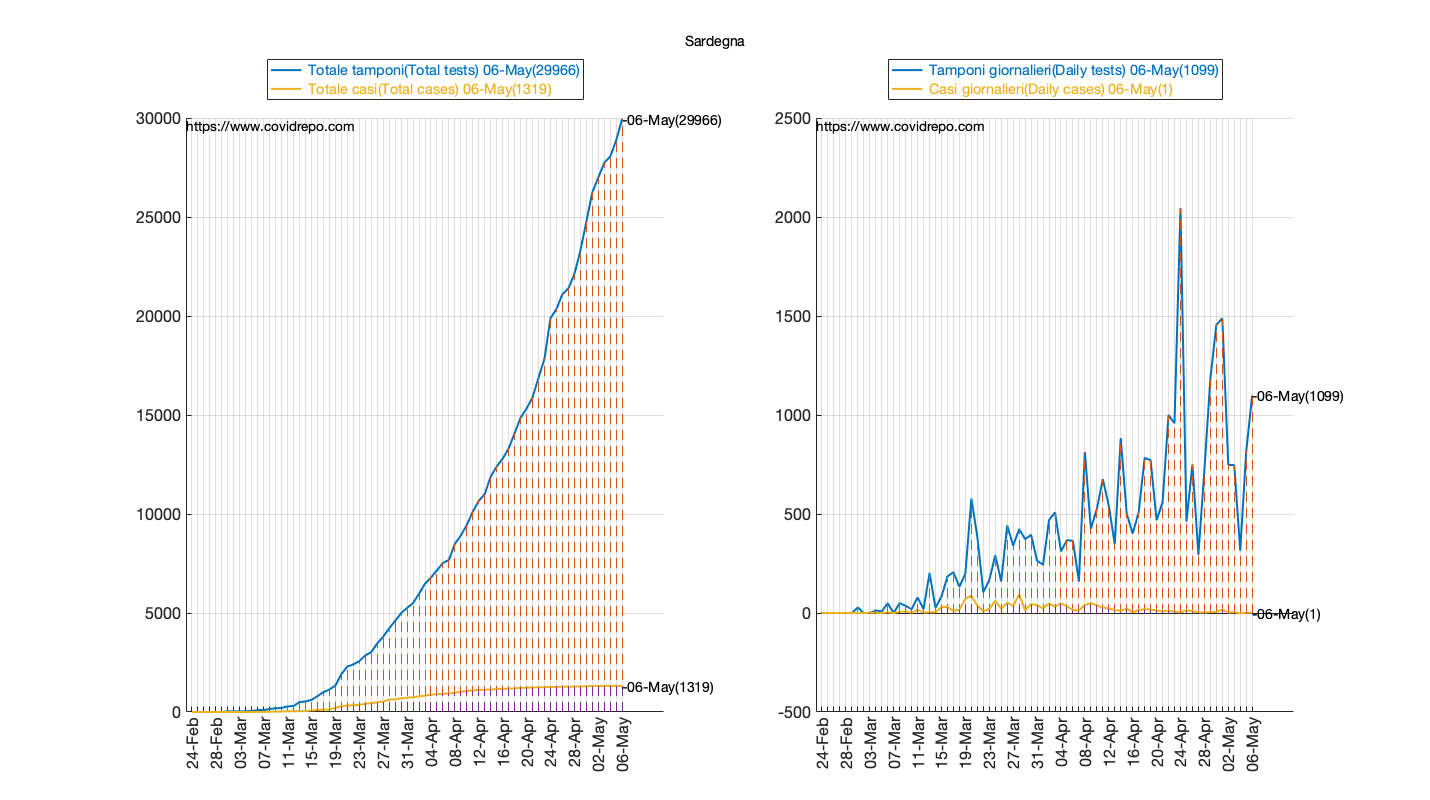 Sardegna
Totale tamponi(Total tests) 06-May(29966)
Totale casi(Total cases) 06-May(1319)
https://www.covidrepo.com
30000
25000
20000
15000
10000
5000
0
06-May(29966)
06-May(1319)
24-Feb
28-Feb
03-Mar
07-Mar
11-Mar
15-Mar
19-Mar
23-Mar
27-Mar
31-Mar
04-Apr
08-Apr
12-Apr
16-Apr
20-Apr
24-Apr
28-Apr
02-May
06-May
Tamponi giornalieri(Daily tests) 06-May(1099)
Casi giornalieri(Daily cases) 06-May(1)
https://www.covidrepo.com
2500
2000
1500
1000
500
0
-500
06-May(1099)
06-May(1)
24-Feb
28-Feb
03-Mar
07-Mar
11-Mar
15-Mar
19-Mar
23-Mar
27-Mar
31-Mar
04-Apr
08-Apr
12-Apr
16-Apr
20-Apr
24-Apr
28-Apr
02-May
06-May